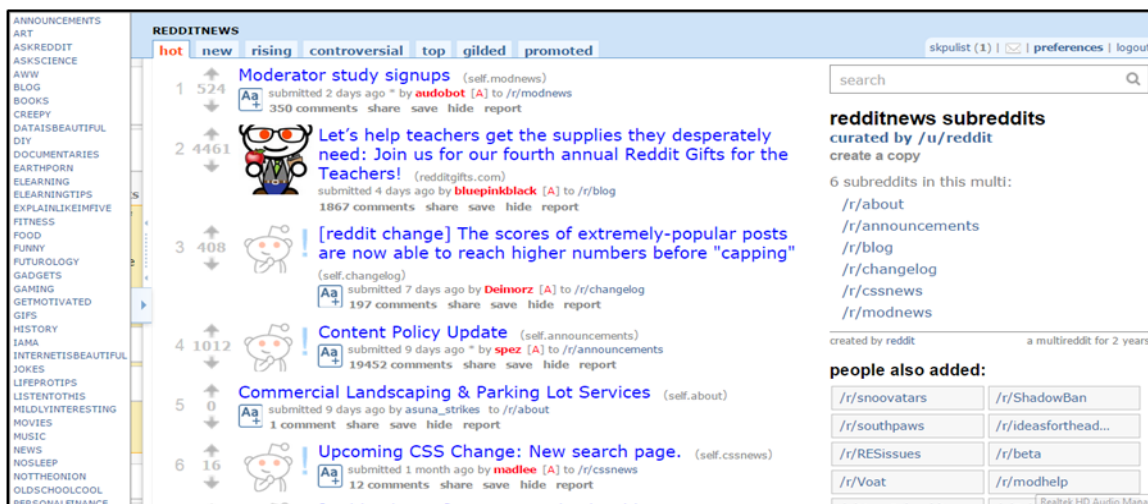 ANNOUNCEMENTS
ART
ASKREDDIT
ASKSCIENCE
AWW
BLOG
BOOKS
CREEPY
DATAISBEAUTIFUL
DIY
DOCUMENTARIES
EARTHPORN
ELEARNING
ELEARNINGTIPS
EXPLAINLIKEIMFIVE
FITNESS
FOOD
FUNNY
FUTUROLOGY
GADGETS
GAMING
GETMOTIVATED
GIFS
HISTORY
IAMA
INTERNETISBEAUTIFUL
JOKES
LIFEPROTIPS
LISTENTOTHIS
MILDLYINTERESTING
MOVIES
MUSIC
NEWS
NOSLEEP
NOTTHEONION
OLDSCHOOLCOOL
PERSONALFINANCE
REDDITNEWS
hot new rising controversial top gilded promoted
skpulist (1) | | preferences | logout
1 524 Moderator study signups (self.modnews)
Aa+ submitted 2 days ago * by audobot [A] to /r/modnews
350 comments share save hide report
2 4461 Let's help teachers get the supplies they desperately
need: Join us for our fourth annual Reddit Gifts for the
Teachers! (redditgifts.com)
submitted 4 days ago by bluepinkblack [A] to /r/blog
1867 comments share save hide report
3 408 [reddit change] The scores of extremely-popular posts
are now able to reach higher numbers before "capping"
(self.changelog)
Aa+ submitted 7 days ago by Deimorz [A] to /r/changelog
197 comments share save hide report
4 1012 Content Policy Update (self.announcements)
Aa+ submitted 9 days ago * by spez [A] to /r/announcements
19452 comments share save hide report
5 0 Commercial Landscaping & Parking Lot Services (self.about)
Aa+ submitted 9 days ago by asuna_strikes to /r/about
1 comment share save hide report
6 16 Upcoming CSS Change: New search page. (self.cssnews)
Aa+ submitted 1 month ago by madlee [A] to /r/cssnews
12 comments share save hide report
search
redditnews subreddits
curated by /u/reddit
create a copy
6 subreddits in this multi:
/r/about
/r/announcements
/r/blog
/r/changelog
/r/cssnews
/r/modnews
created by reddit a multireddit for 2 years
people also added:
/r/snoovatars /r/ShadowBan
/r/southpaws /r/ideasforthead...
/r/RESissues /r/beta
/r/Voat /r/modhelp
Realtek HD Audio Mana